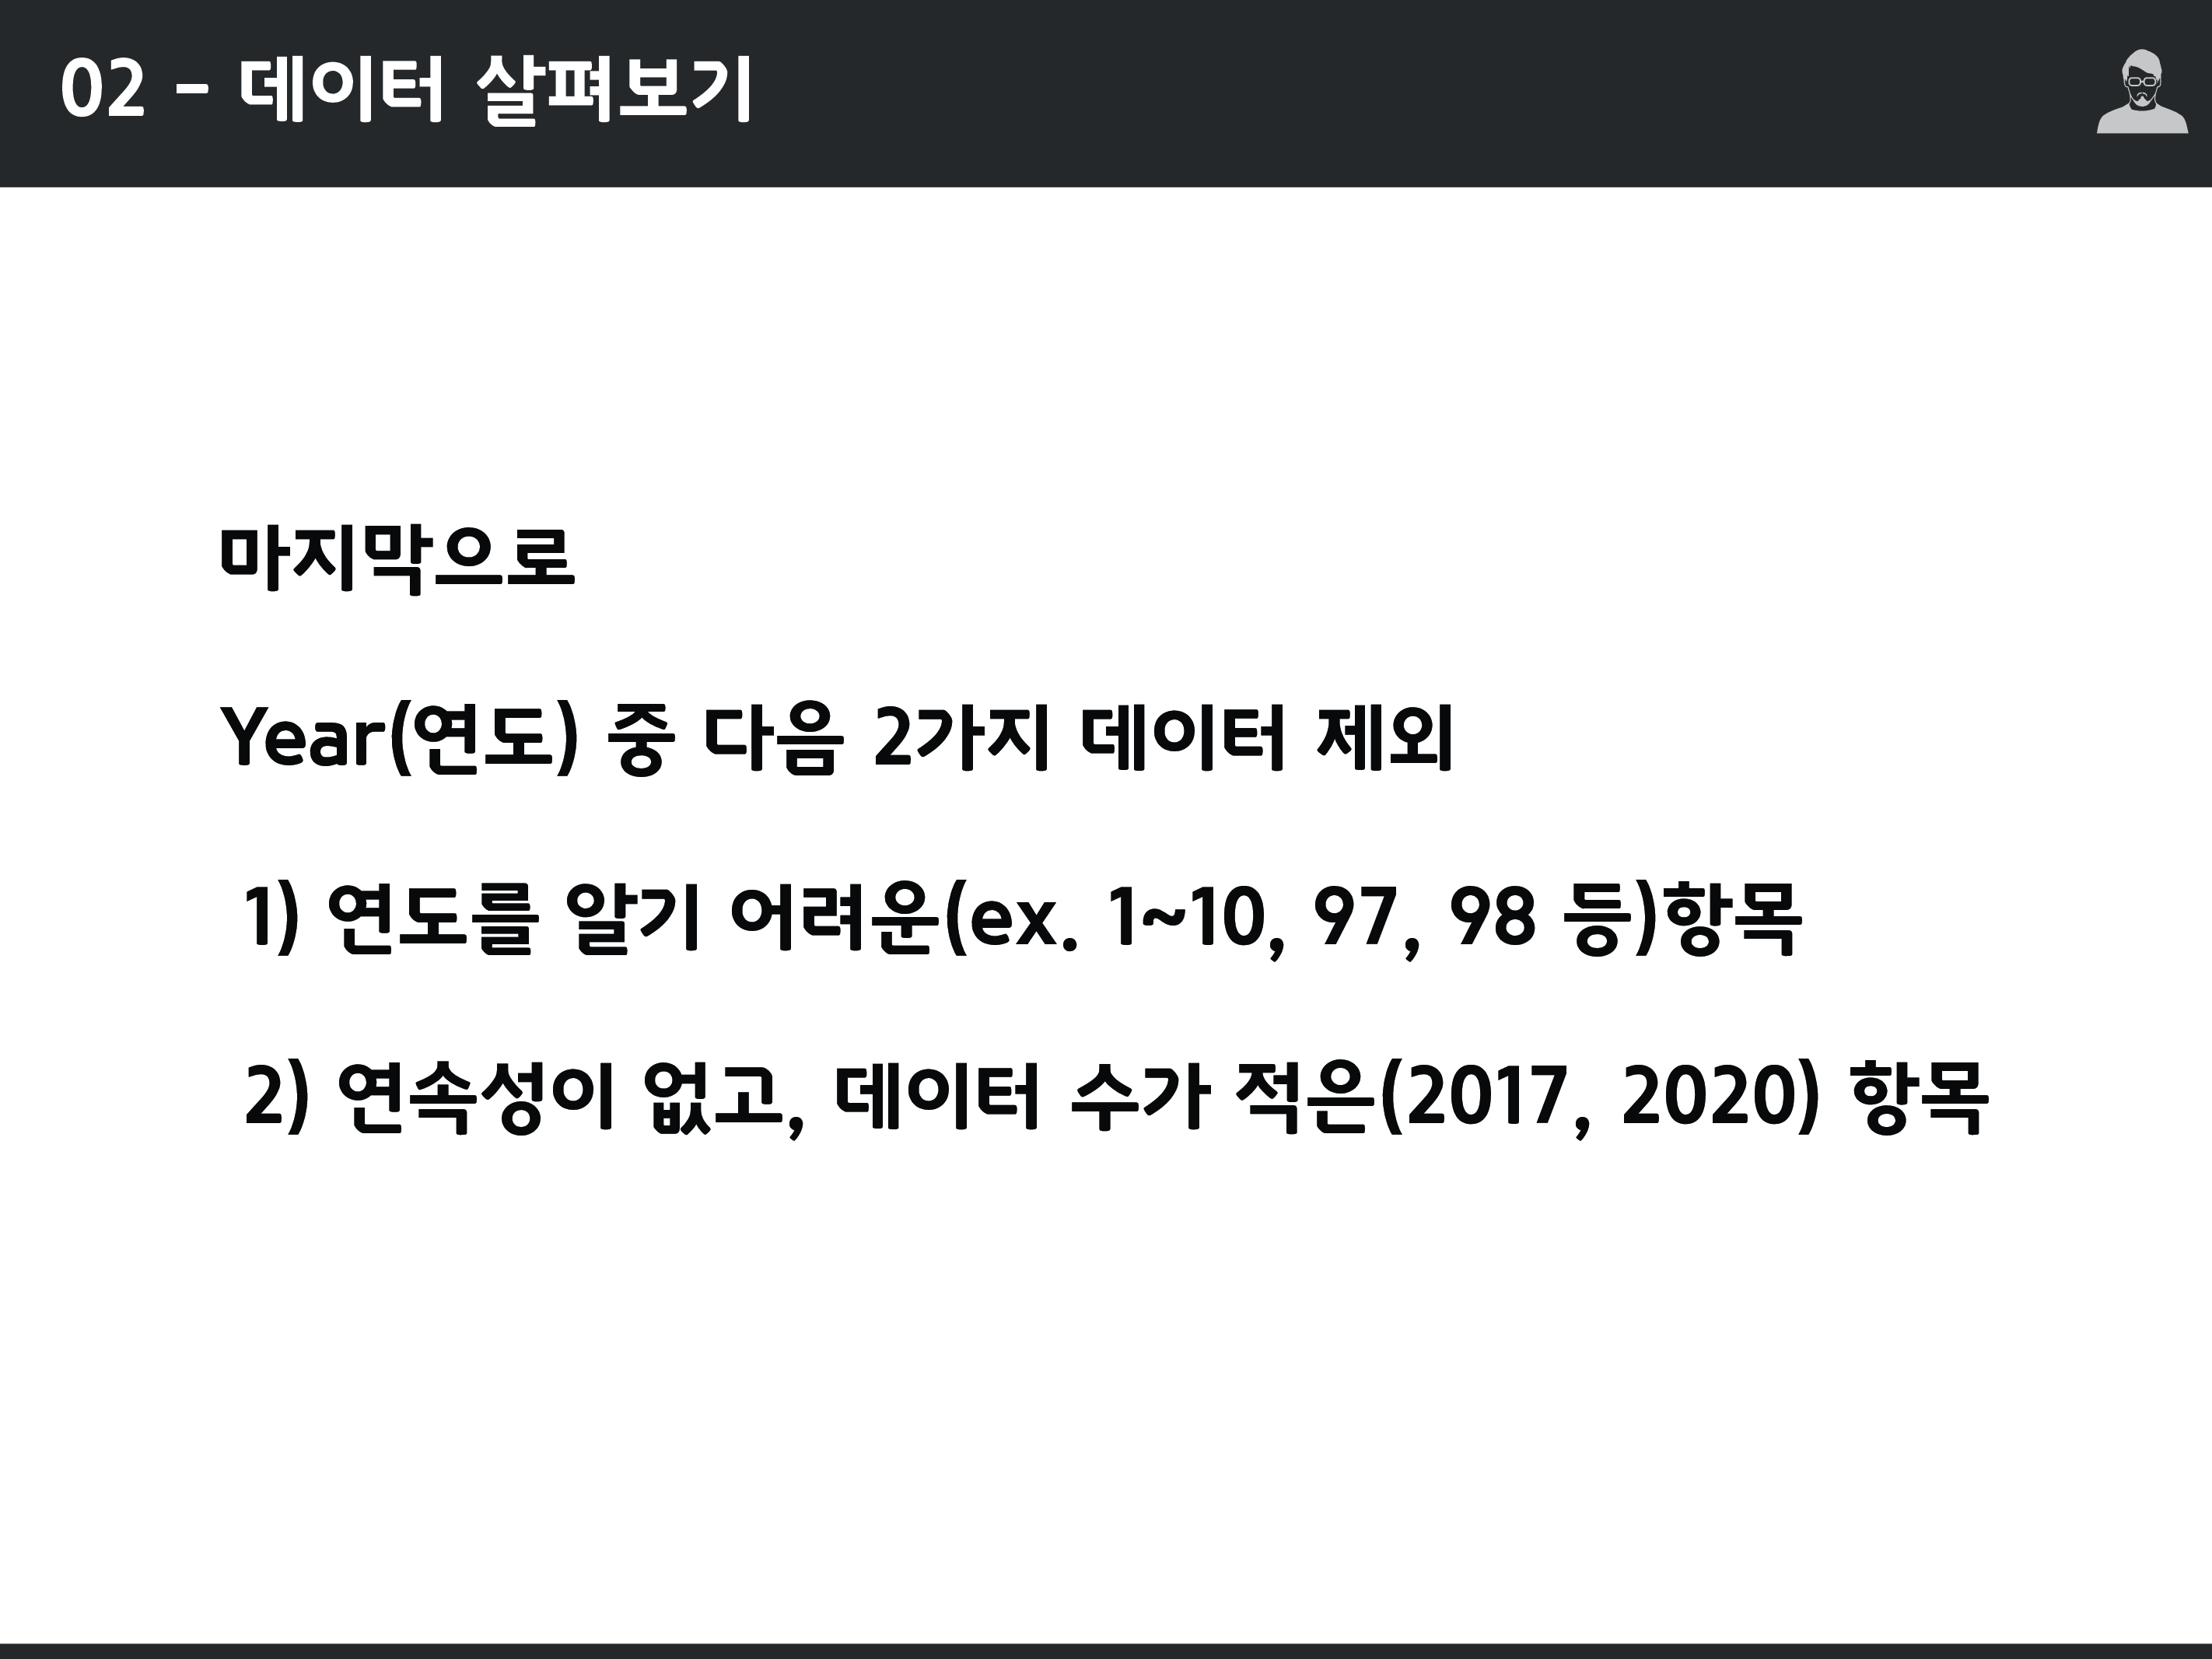 02 - 데이터 살펴보기
마지막으로
Year(연도) 중 다음 2가지 데이터 제외
1) 연도를 알기 어려운(ex. 1~10, 97, 98 등)항목
2) 연속성이 없고, 데이터 수가 적은(2017, 2020) 항목